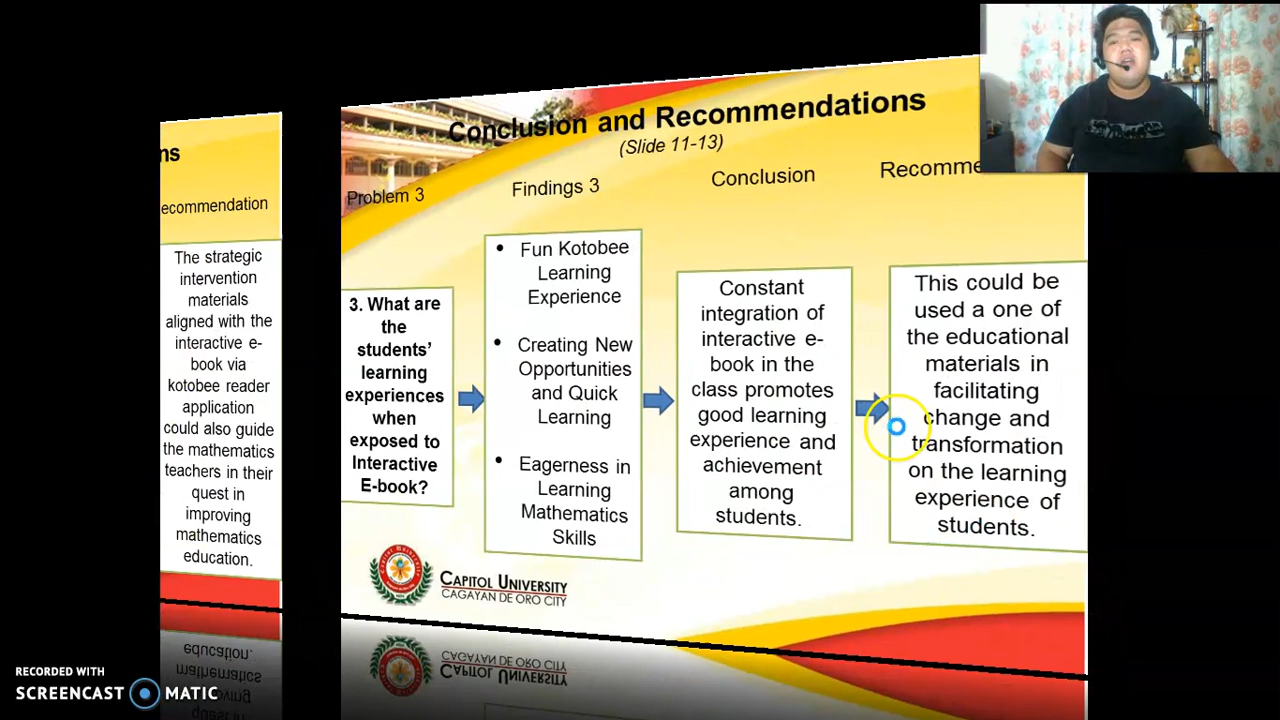 ns
ecommendation
The strategic
intervention
materials
aligned with the
interactive e-
book via
kotobee reader
application
could also guide
the mathematics
teachers in their
quest in
improving
mathematics
education.
Conclusion and Recommendations
(Slide 11-13)
Problem 3
Findings 3
Conclusion
Recomme
3. What are
the
students’
learning
experiences
when
exposed to
Interactive
E-book?
• Fun Kotobee
Learning
Experience
• Creating New
Opportunities
and Quick
Learning
• Eagerness in
Learning
Mathematics
Skills
Constant
integration of
interactive e-
book in the
class promotes
good learning
experience and
achievement
among
students.
This could be
used a one of
the educational
materials in
facilitating
change and
transformation
on the learning
experience of
students.
CAPITOL UNIVERSITY
CAGAYAN DE ORO CITY
RECORDED WITH
SCREENCAST MATIC